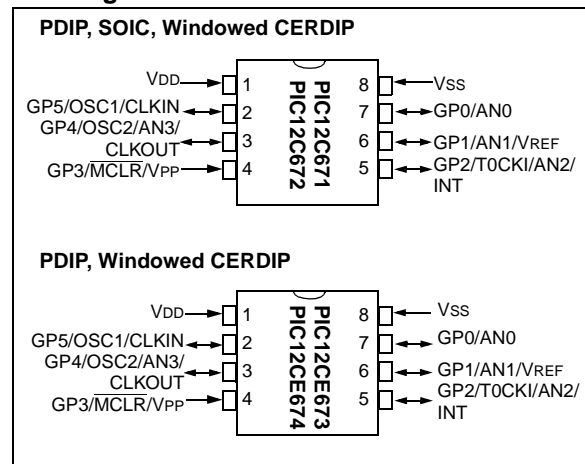 PDIP, SOIC, Windowed CERDIP
VDD
1
8
VSS
GP5/OSC1/CLKIN
2
7
GP0/AN0
GP4/OSC2/AN3/
CLKOUT
3
6
GP1/AN1/VREF
GP3/MCLR/VPP
4
5
GP2/T0CKI/AN2/
INT
PIC12C671
PIC12C672
PDIP, Windowed CERDIP
VDD
1
8
VSS
GP5/OSC1/CLKIN
2
7
GP0/AN0
GP4/OSC2/AN3/
CLKOUT
3
6
GP1/AN1/VREF
GP3/MCLR/VPP
4
5
GP2/T0CKI/AN2/
INT
PIC12CE673
PIC12CE674